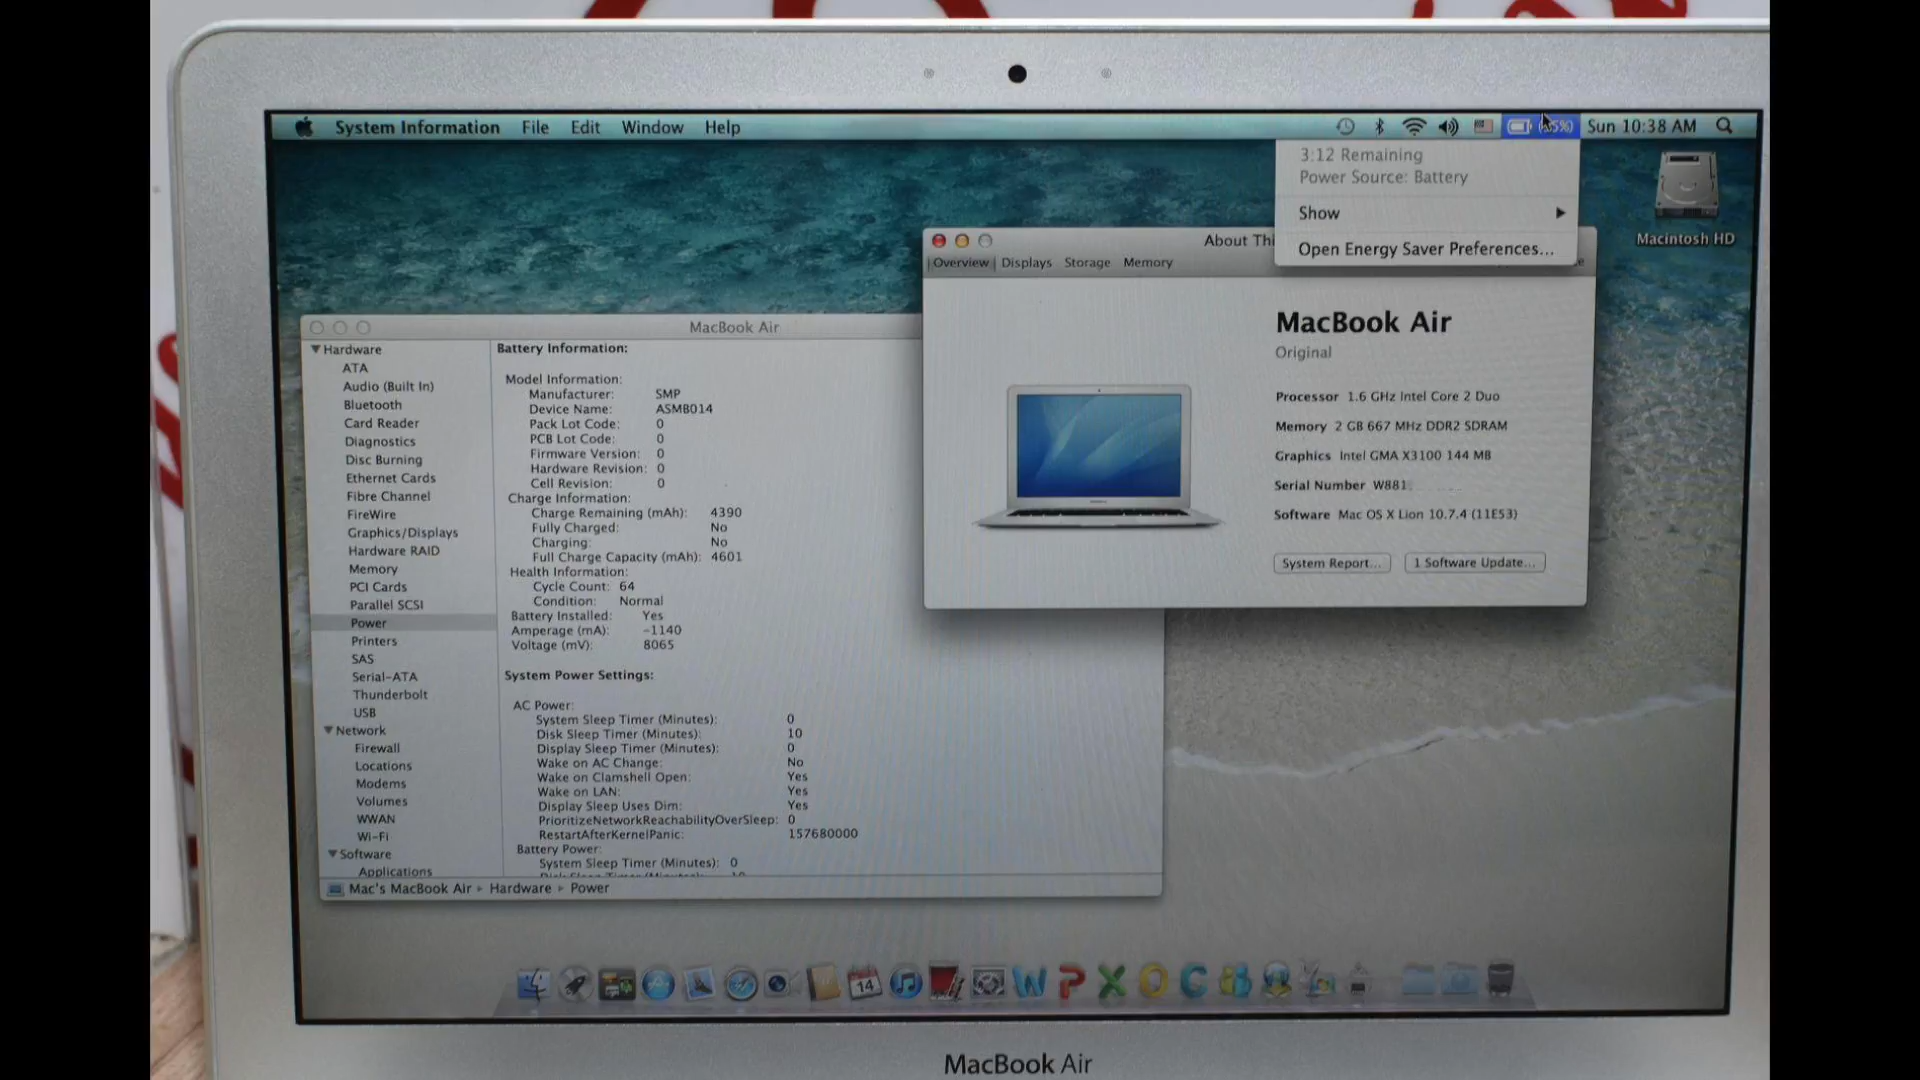 System Information File Edit Window Help
Sun 10:38 AM
3:12 Remaining
Power Source: Battery
Show
Open Energy Saver Preferences...
Macintosh HD
About Thi
Overview Displays Storage Memory
MacBook Air
Original
Processor 1.6 GHz Intel Core 2 Duo
Memory 2 GB 667 MHz DDR2 SDRAM
Graphics Intel GMA X3100 144 MB
Serial Number W881
Software Mac OS X Lion 10.7.4 (11E53)
System Report... 1 Software Update...
MacBook Air
Hardware
ATA
Audio (Built In)
Bluetooth
Card Reader
Diagnostics
Disc Burning
Ethernet Cards
Fibre Channel
FireWire
Graphics/Displays
Hardware RAID
Memory
PCI Cards
Parallel SCSI
Power
Printers
SAS
Serial-ATA
Thunderbolt
USB
Network
Firewall
Locations
Modems
Volumes
WWAN
Wi-Fi
Software
Applications
Battery Information:
Model Information:
Manufacturer: SMP
Device Name: ASMB014
Pack Lot Code: 0
PCB Lot Code: 0
Firmware Version: 0
Hardware Revision: 0
Cell Revision: 0
Charge Information:
Charge Remaining (mAh): 4390
Fully Charged: No
Charging: No
Full Charge Capacity (mAh): 4601
Health Information:
Cycle Count: 64
Condition: Normal
Battery Installed: Yes
Amperage (mA): -1140
Voltage (mV): 8065
System Power Settings:
AC Power:
System Sleep Timer (Minutes): 0
Disk Sleep Timer (Minutes): 10
Display Sleep Timer (Minutes): 0
Wake on AC Change: No
Wake on Clamshell Open: Yes
Wake on LAN: Yes
Display Sleep Uses Dim: Yes
PrioritizeNetworkReachabilityOverSleep: 0
RestartAfterKernelPanic: 157680000
Battery Power:
System Sleep Timer (Minutes): 0
Disk Sleep Timer (Minutes): 10
Mac's MacBook Air Hardware Power
14
W P X O C
MacBook Air